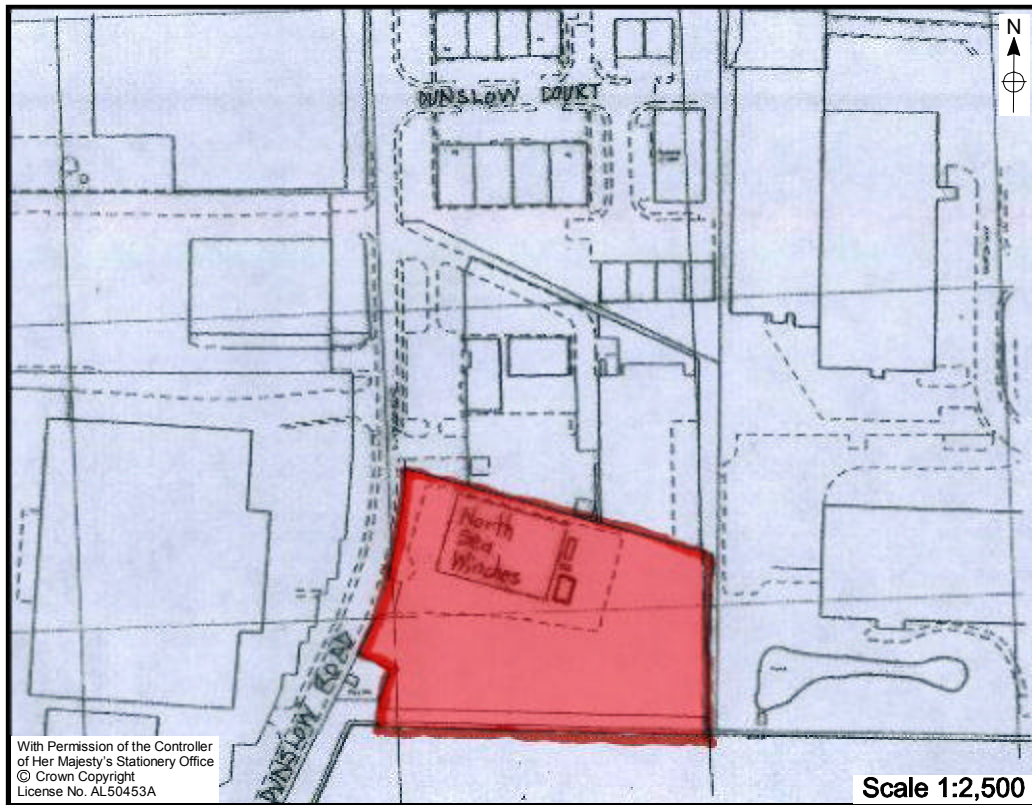 N
DUNSLOW COURT
North
Sea
Winches
DUNSLOW ROAD
With Permission of the Controller
of Her Majesty's Stationery Office
© Crown Copyright
License No. AL50453A
Scale 1:2,500